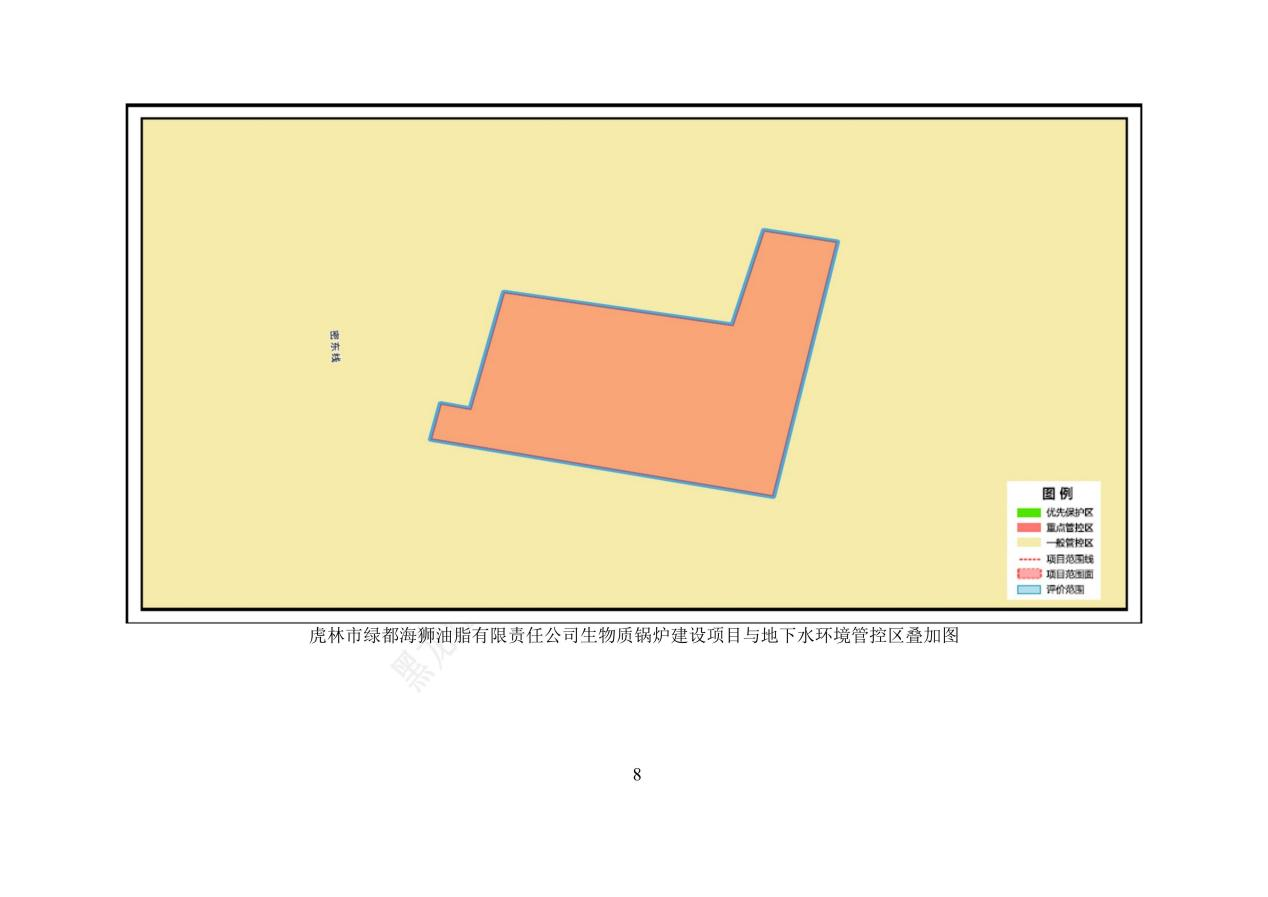 密东线
图 例
优先保护区
重点管控区
一般管控区
项目范围线
项目范围面
评价范围
虎林市绿都海狮油脂有限责任公司生物质锅炉建设项目与地下水环境管控区叠加图
黑龙
8